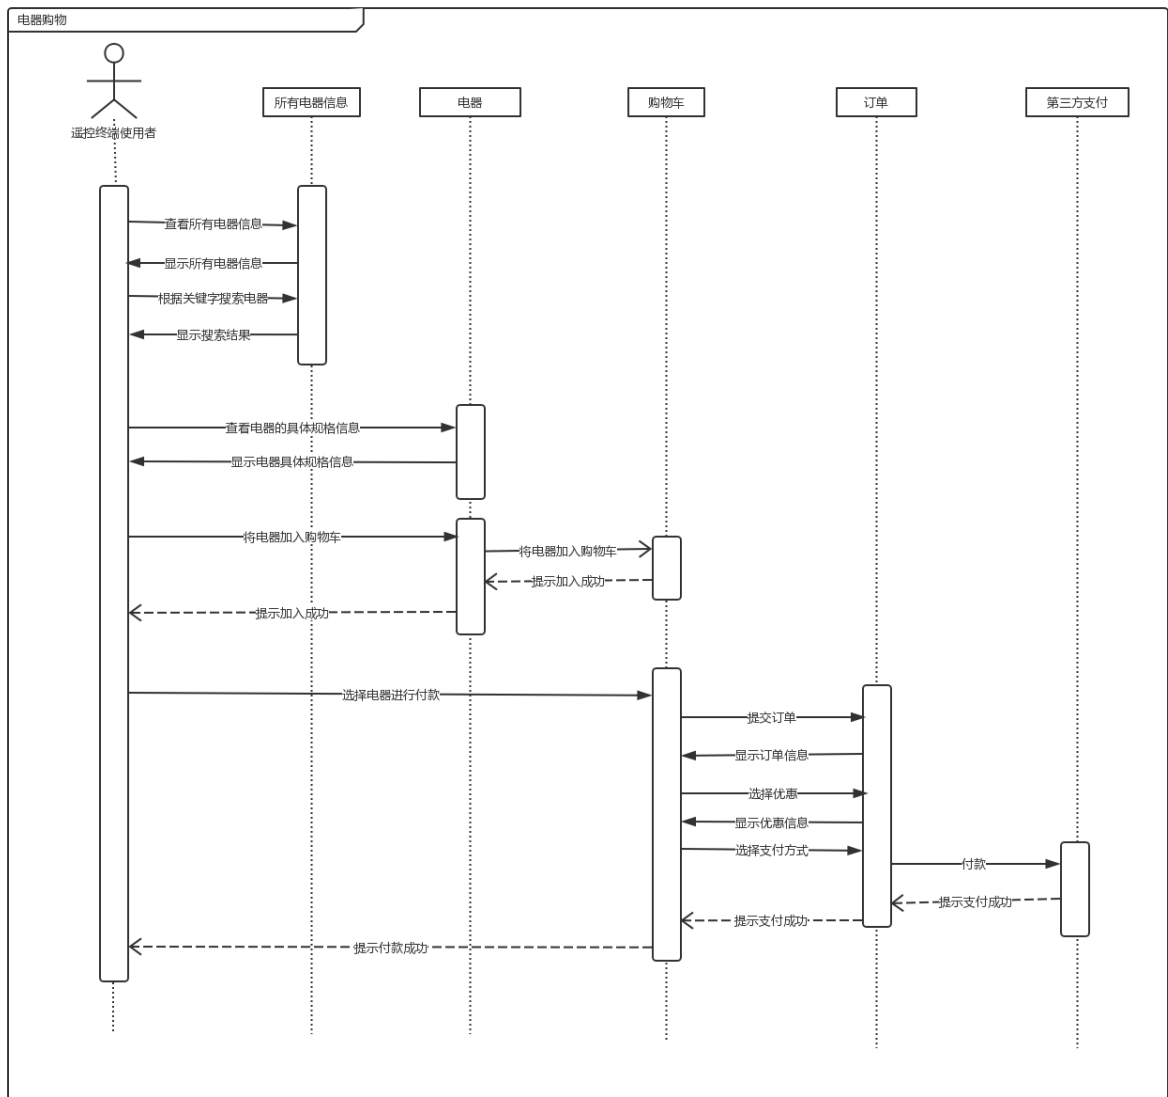 电器购物
所有电器信息
电器
购物车
订单
第三方支付
遥控终端使用者
查看所有电器信息
显示所有电器信息
根据关键字搜索电器
显示搜索结果
查看电器的具体规格信息
显示电器具体规格信息
将电器加入购物车
将电器加入购物车
提示加入成功
提示加入成功
选择电器进行付款
提交订单
显示订单信息
选择优惠
显示优惠信息
选择支付方式
付款
提示支付成功
提示支付成功
提示付款成功